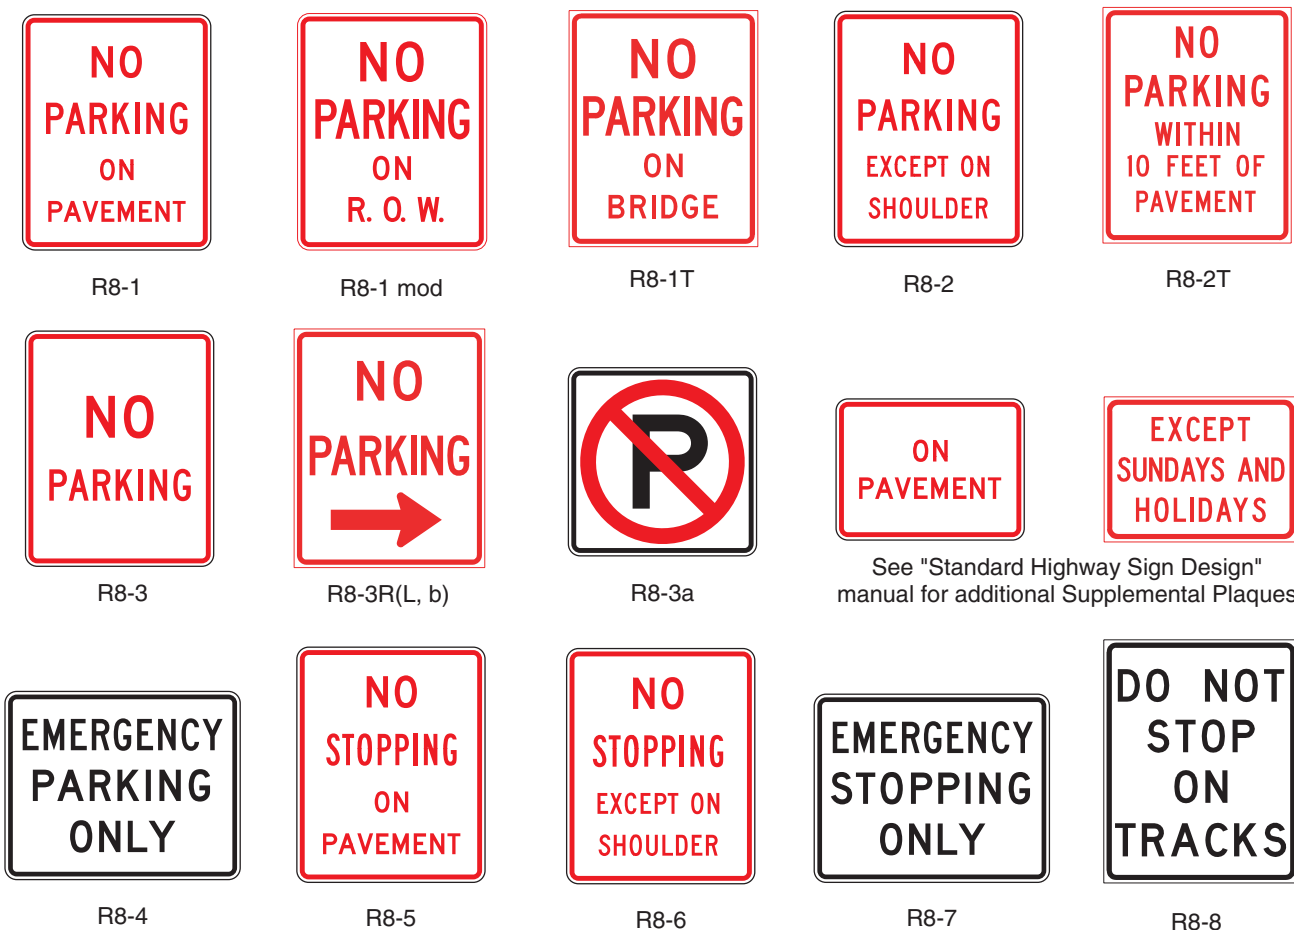 NO
PARKING
ON
PAVEMENT
R8-1
NO
PARKING
ON
R. O. W.
R8-1 mod
NO
PARKING
ON
BRIDGE
R8-1T
NO
PARKING
EXCEPT ON
SHOULDER
R8-2
NO
PARKING
WITHIN
10 FEET OF
PAVEMENT
R8-2T
NO
PARKING
R8-3
NO
PARKING
R8-3R(L, b)
P
R8-3a
ON
PAVEMENT
EXCEPT
SUNDAYS AND
HOLIDAYS
See "Standard Highway Sign Design"
manual for additional Supplemental Plaques
EMERGENCY
PARKING
ONLY
R8-4
NO
STOPPING
ON
PAVEMENT
R8-5
NO
STOPPING
EXCEPT ON
SHOULDER
R8-6
EMERGENCY
STOPPING
ONLY
R8-7
DO NOT
STOP
ON
TRACKS
R8-8